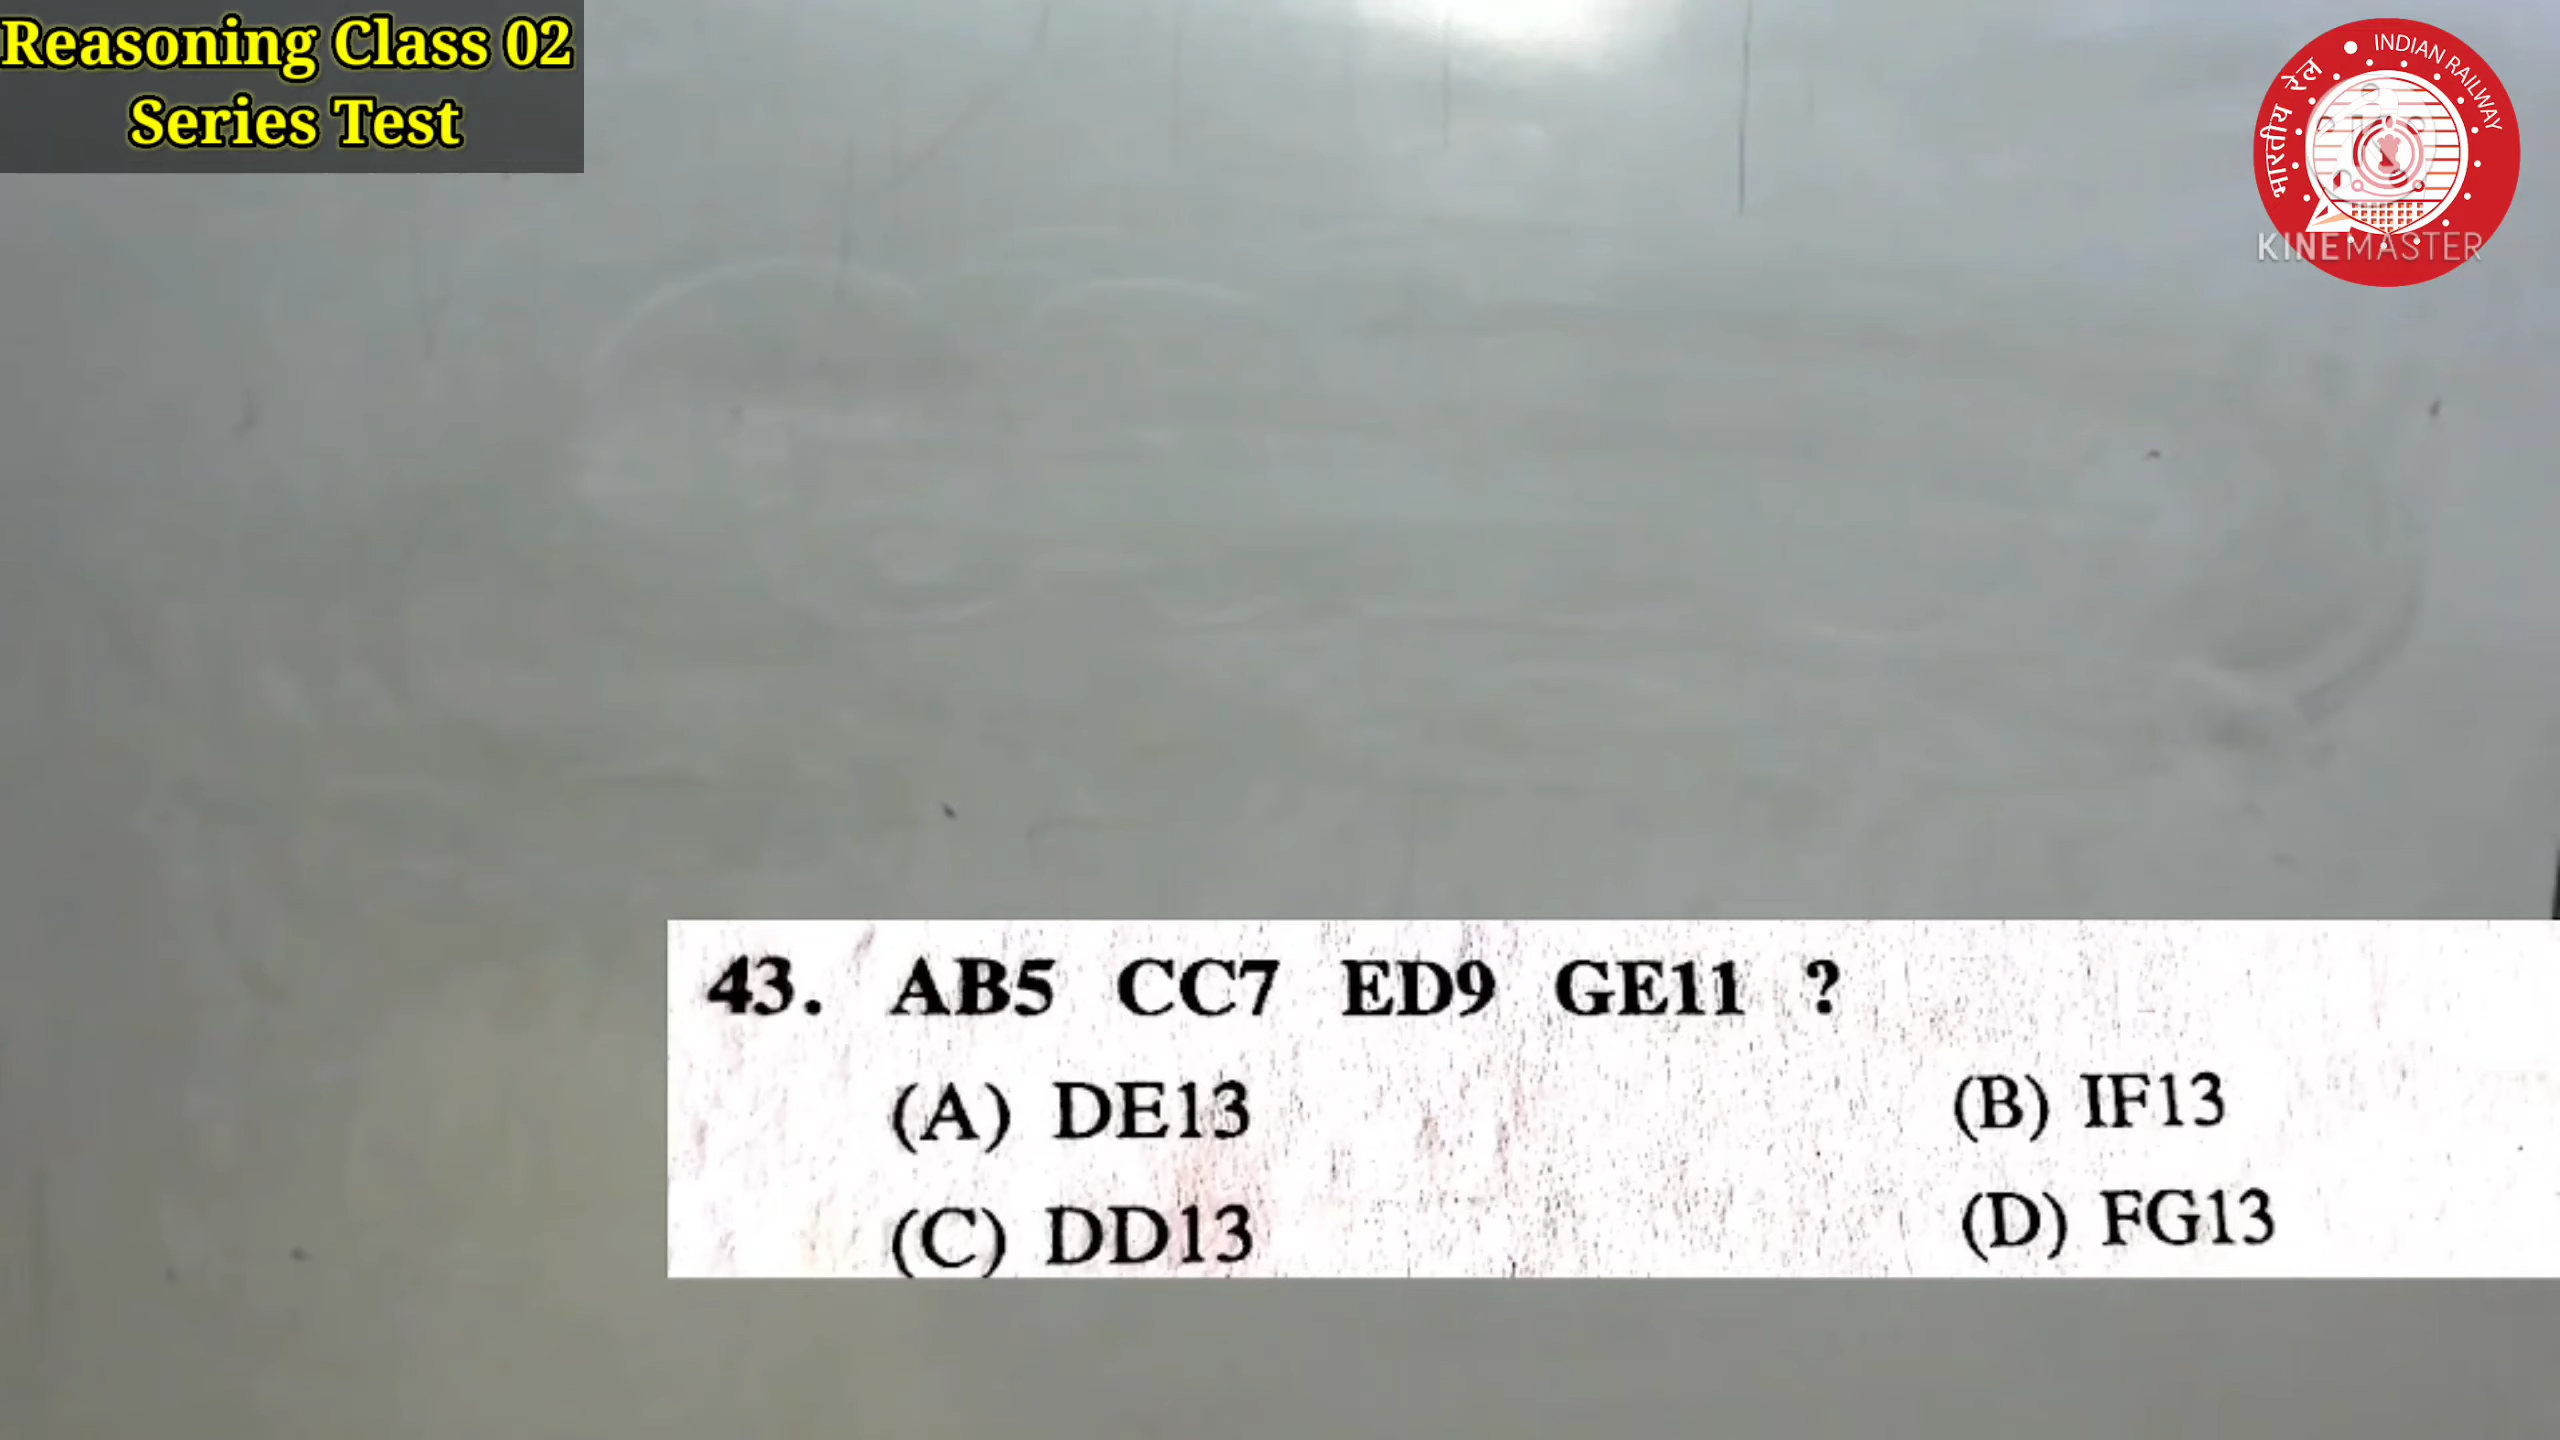 Reasoning Class 02
Series Test
भारतीय रेल
INDIAN RAILWAY
KINEMASTER
43. AB5 CC7 ED9 GE11 ?
(A) DE13 (B) IF13
(C) DD13 (D) FG13